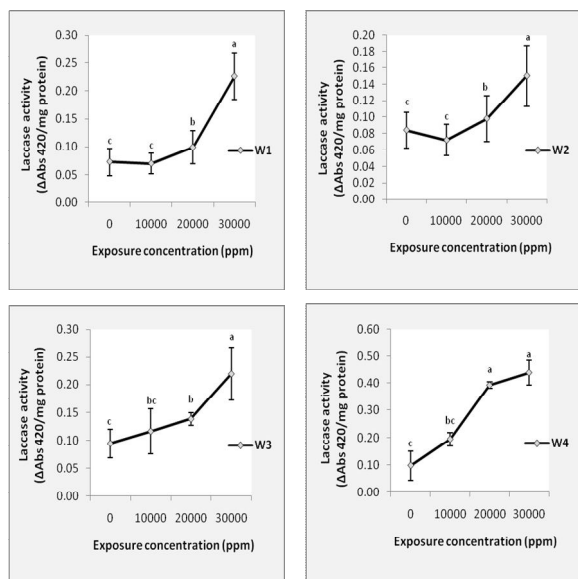 0.30
0.25
0.20
0.15
0.10
0.05
0.00
Laccase activity
(ΔAbs 420/mg protein)
c
c
b
a
W1
0 10000 20000 30000
Exposure concentration (ppm)
0.20
0.18
0.16
0.14
0.12
0.10
0.08
0.06
0.04
0.02
0.00
Laccase activity
(ΔAbs 420/mg protein)
c
c
b
a
W2
0 10000 20000 30000
Exposure concentration (ppm)
0.30
0.25
0.20
0.15
0.10
0.05
0.00
Laccase activity
(ΔAbs 420/mg protein)
c
bc
b
a
W3
0 10000 20000 30000
Exposure concentration (ppm)
0.60
0.50
0.40
0.30
0.20
0.10
0.00
Laccase activity
(ΔAbs 420/mg protein)
c
bc
a
a
W4
0 10000 20000 30000
Exposure concentration (ppm)